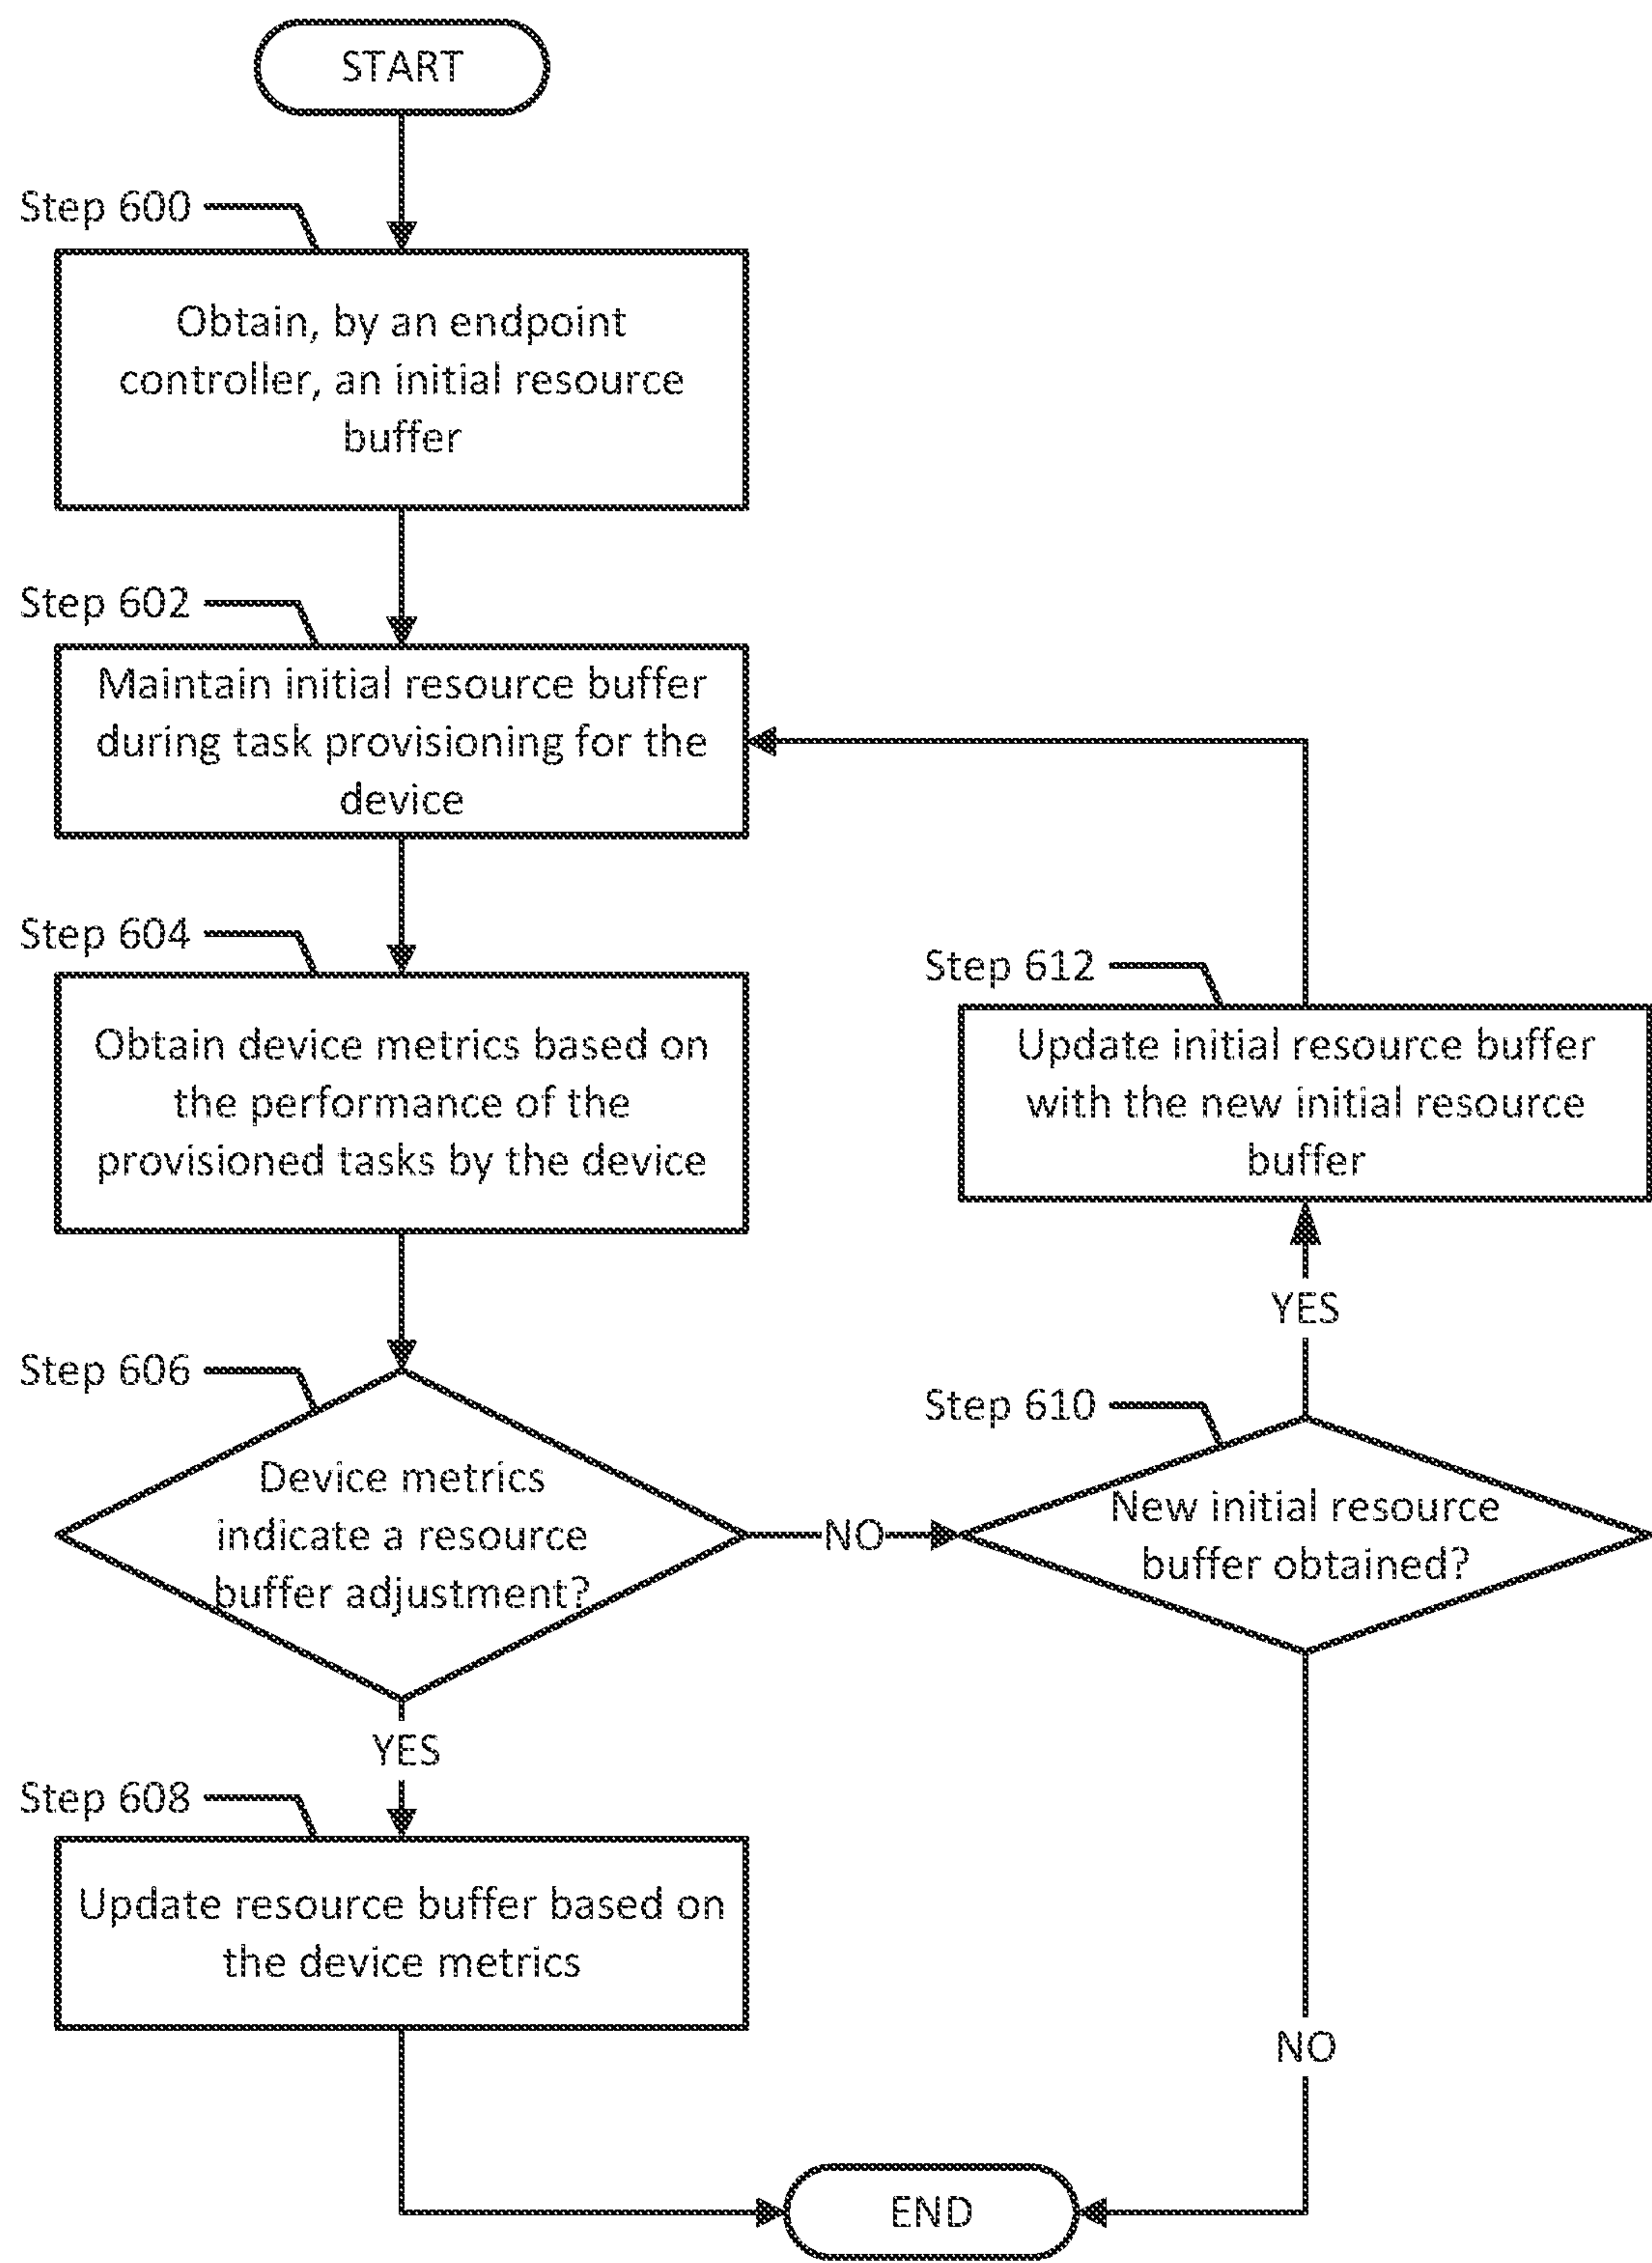 START
Step 600
Obtain, by an endpoint
controller, an initial resource
buffer
Step 602
Maintain initial resource buffer
during task provisioning for the
device
Step 604
Obtain device metrics based on
the performance of the
provisioned tasks by the device
Step 606
Device metrics
indicate a resource
buffer adjustment?
NO
YES
Step 608
Update resource buffer based on
the device metrics
Step 612
Update initial resource buffer
with the new initial resource
buffer
YES
Step 610
New initial resource
buffer obtained?
NO
END